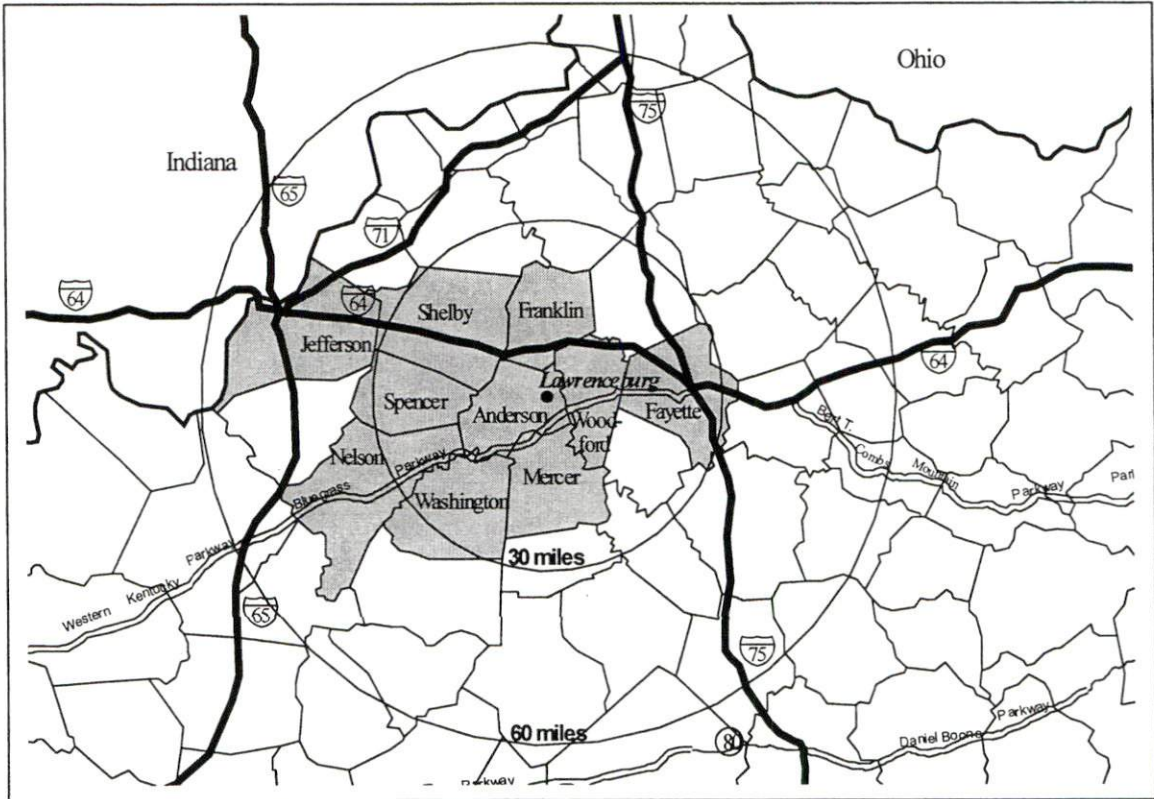 Ohio
75
Indiana
65
71
64
64
Shelby
Franklin
Jefferson
64
Lawrenceburg
Spencer
Anderson
Wood-
ford
Fayette
Bert T.
Combs
Mountain
Parkway
Nelson
Parkway
Mercer
Bluegrass
Washington
Parkway
30 miles
Western Kentucky
65
75
60 miles
80
Daniel Boone
Parkway
Parkway